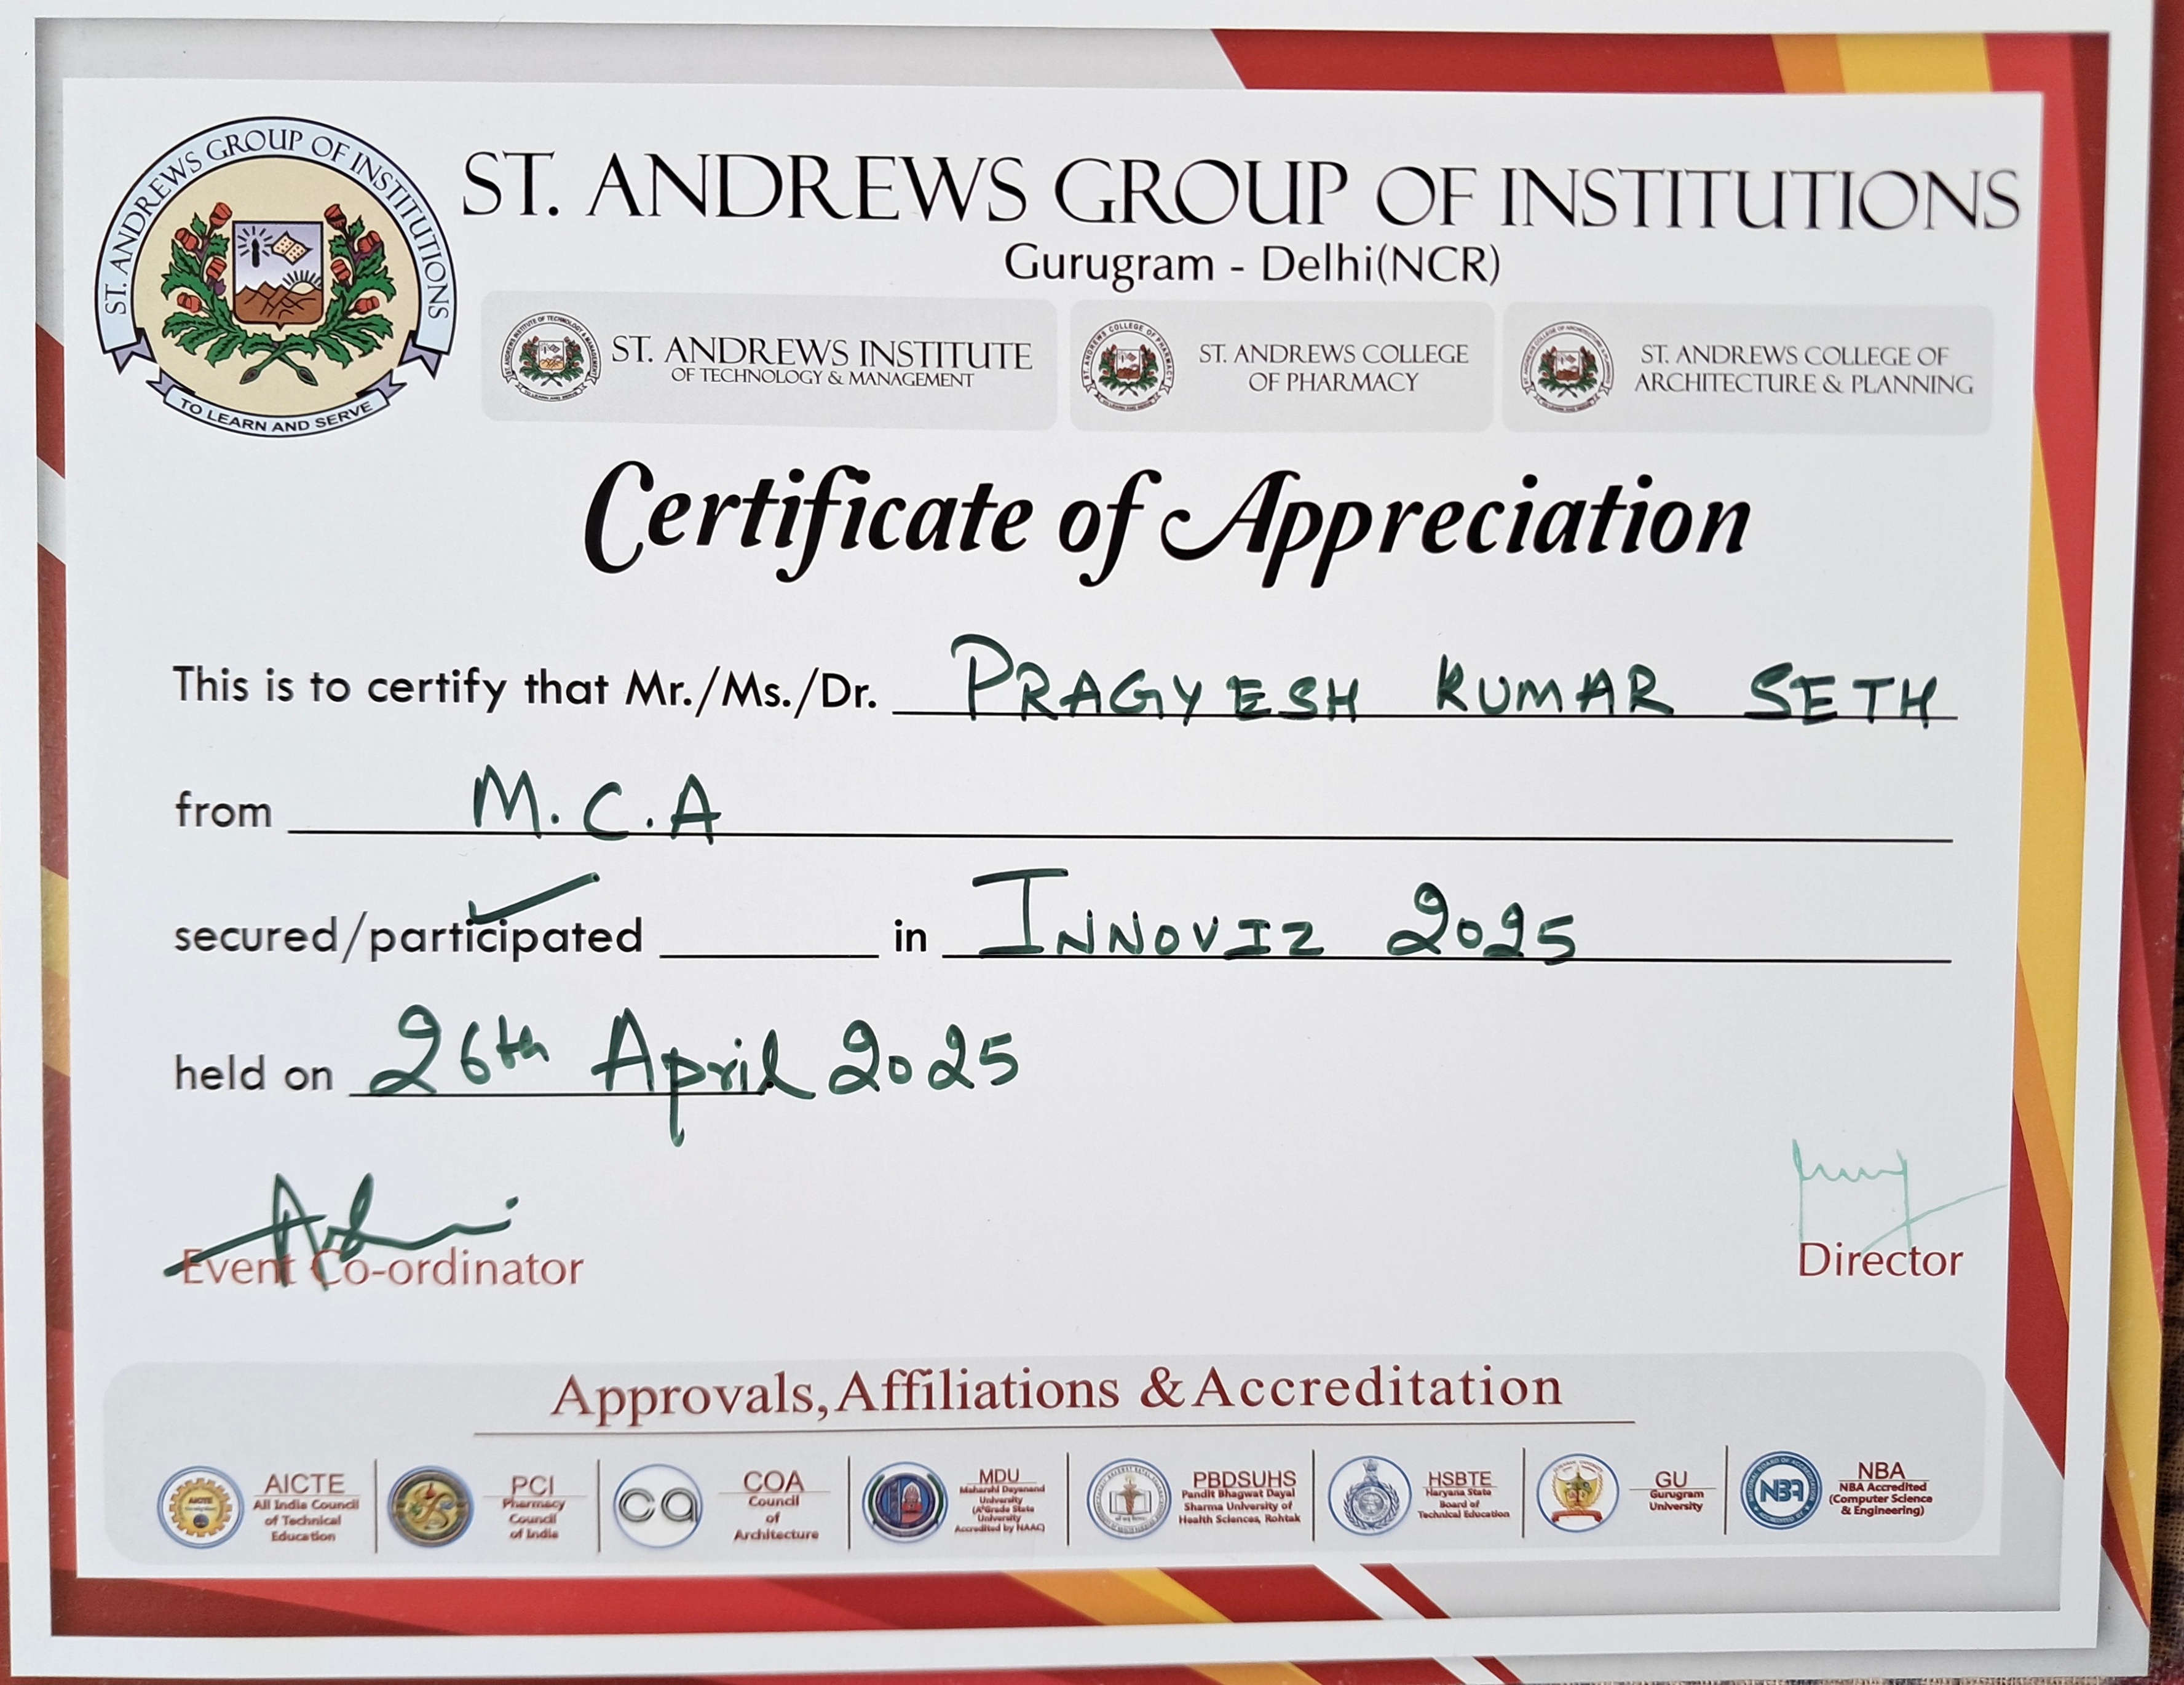 ST. ANDREWS GROUP OF INSTITUTIONS
TO LEARN AND SERVE
ST. ANDREWS GROUP OF INSTITUTIONS
Gurugram - Delhi(NCR)
ST. ANDREWS INSTITUTE
OF TECHNOLOGY & MANAGEMENT
ST. ANDREWS COLLEGE
OF PHARMACY
ST. ANDREWS COLLEGE OF
ARCHITECTURE & PLANNING
Certificate of Appreciation
This is to certify that Mr./Ms./Dr. PRAGYESH KUMAR SETH
from M.C.A
secured/participated in INNOVIZ 2025
held on 26th April 2025
Event Co-ordinator
Director
Approvals, Affiliations & Accreditation
AICTE
All India Council
of Technical
Education
PCI
Pharmacy
Council
of India
COA
Council
of
Architecture
MDU
Maharshi Dayanand
University
(A'Grade State
University
Accredited by NAAC)
PBDSUHS
Pandit Bhagwat Dayal
Sharma University of
Health Sciences, Rohtak
HSBTE
Haryana State
Board of
Technical Education
GU
Gurugram
University
NBA
NBA
NBA Accredited
(Computer Science
& Engineering)